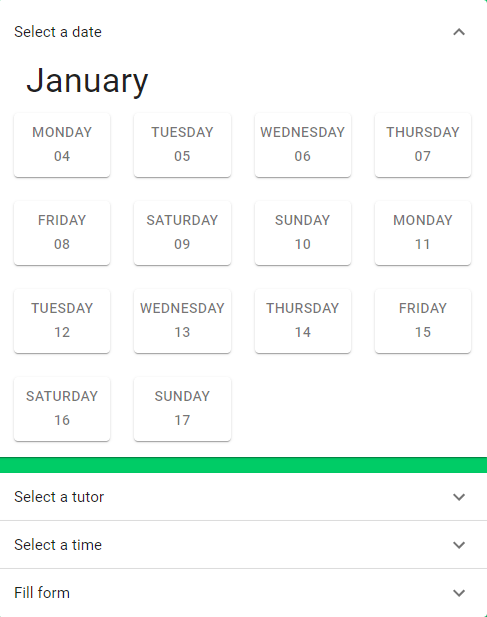 Select a date
January
MONDAY TUESDAY WEDNESDAY THURSDAY
04 05 06 07
FRIDAY SATURDAY SUNDAY MONDAY
08 09 10 11
TUESDAY WEDNESDAY THURSDAY FRIDAY
12 13 14 15
SATURDAY SUNDAY
16 17
Select a tutor
Select a time
Fill form